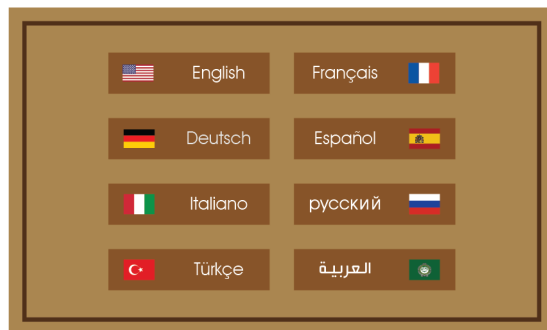 English
Français
Deutsch
Español
Italiano
русский
Türkçe
العربية